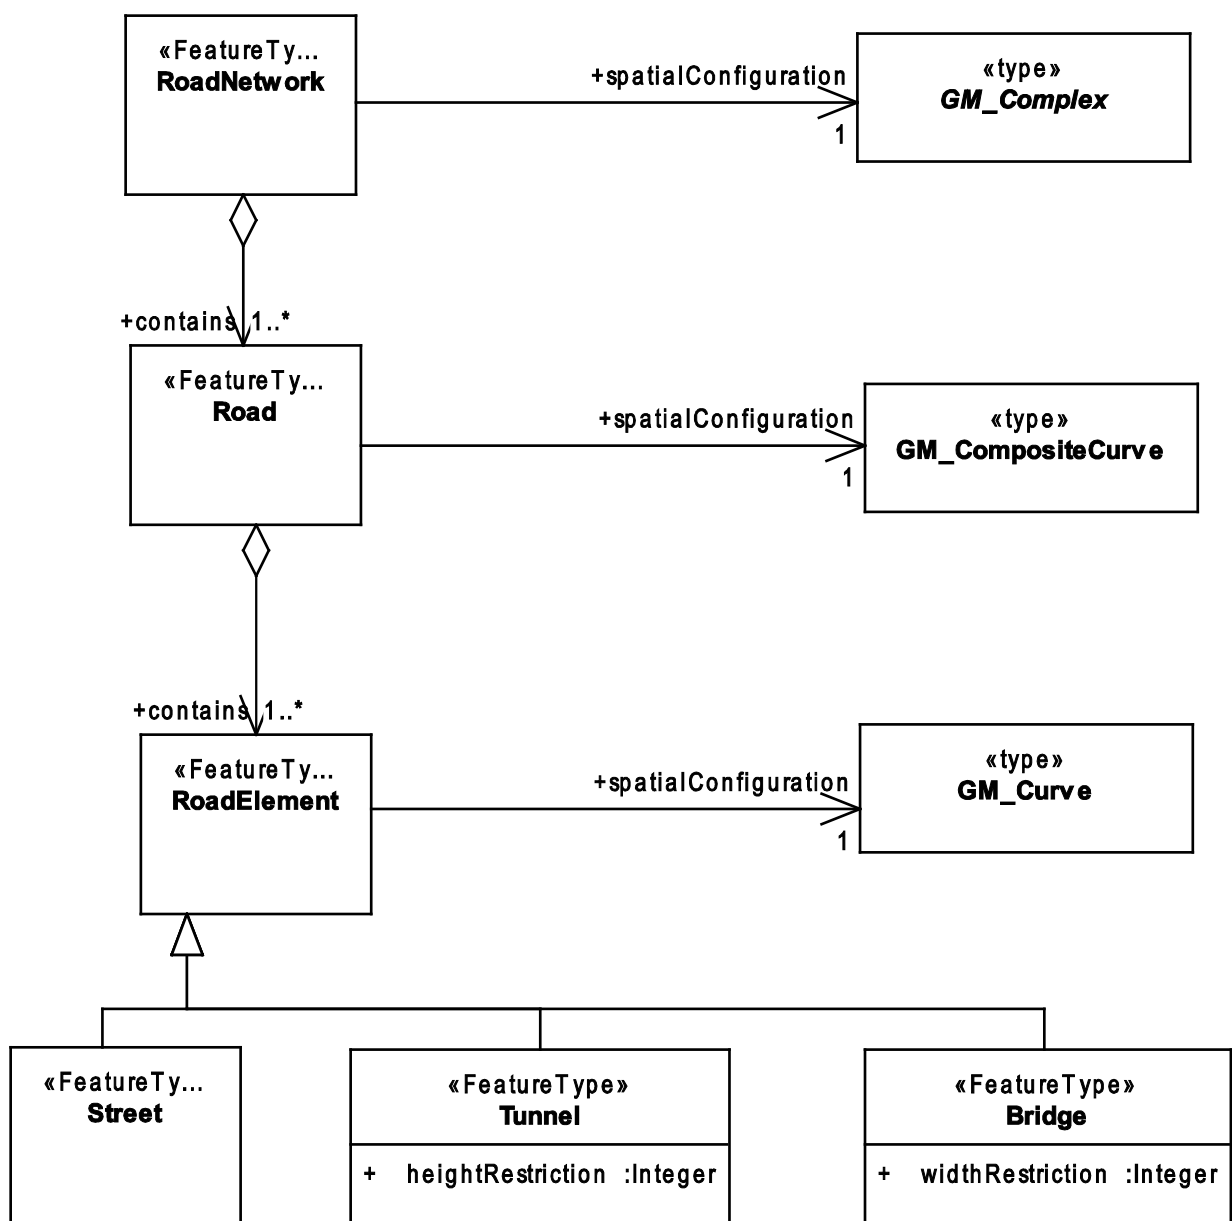 «FeatureTy...
RoadNetwork
+spatialConfiguration
1
«type»
GM_Complex
+contains 1..*
«FeatureTy...
Road
+spatialConfiguration
1
«type»
GM_CompositeCurve
+contains 1..*
«FeatureTy...
RoadElement
+spatialConfiguration
1
«type»
GM_Curve
«FeatureTy...
Street
«FeatureType»
Tunnel
+ heightRestriction :Integer
«FeatureType»
Bridge
+ widthRestriction :Integer